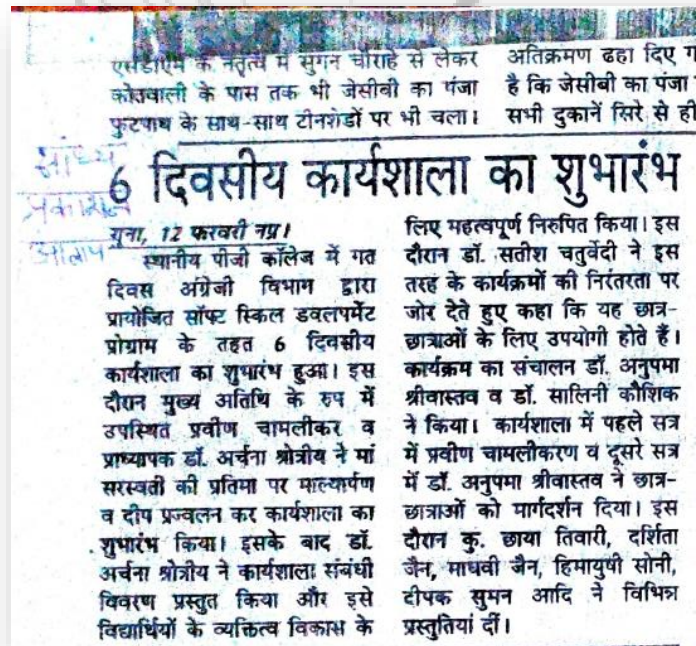 एसडीएम के नेतृत्व में सुगन चौराहे से लेकर
कोतवाली के पास तक भी जेसीबी का पंजा
फुटपाथ के साथ-साथ टीनशेडों पर भी चला।
अतिक्रमण ढहा दिए ग
है कि जेसीबी का पंजा
सभी दुकानें सिरे से ही
सांध्य
प्रकाशन
6 दिवसीय कार्यशाला का शुभारंभ
गुना, 12 फरवरी नप्र।
स्थानीय पीजी कॉलेज में गत
दिवस अंग्रेजी विभाग द्वारा
प्रायोजित सॉफ्ट स्किल डवलपमेंट
प्रोग्राम के तहत 6 दिवसीय
कार्यशाला का शुभारंभ हुआ। इस
दौरान मुख्य अतिथि के रुप में
उपस्थित प्रवीण चामलीकर व
प्राध्यापक डॉ. अर्चना श्रोत्रीय ने मां
सरस्वती की प्रतिमा पर माल्यार्पण
व दीप प्रज्वलन कर कार्यशाला का
शुभारंभ किया। इसके बाद डॉ.
अर्चना श्रोत्रीय ने कार्यशाला संबंधी
विवरण प्रस्तुत किया और इसे
विद्यार्थियों के व्यक्तित्व विकास के
लिए महत्वपूर्ण निरुपित किया। इस
दौरान डॉ. सतीश चतुर्वेदी ने इस
तरह के कार्यक्रमों की निरंतरता पर
जोर देते हुए कहा कि यह छात्र-
छात्राओं के लिए उपयोगी होते हैं।
कार्यक्रम का संचालन डॉ. अनुपमा
श्रीवास्तव व डॉ. सालिनी कौशिक
ने किया। कार्यशाला में पहले सत्र
में प्रवीण चामलीकरण व दूसरे सत्र
में डॉ. अनुपमा श्रीवास्तव ने छात्र-
छात्राओं को मार्गदर्शन दिया। इस
दौरान कु. छाया तिवारी, दर्शिता
जैन, माधवी जैन, हिमायुषी सोनी,
दीपक सुमन आदि ने विभिन्न
प्रस्तुतियां दीं।